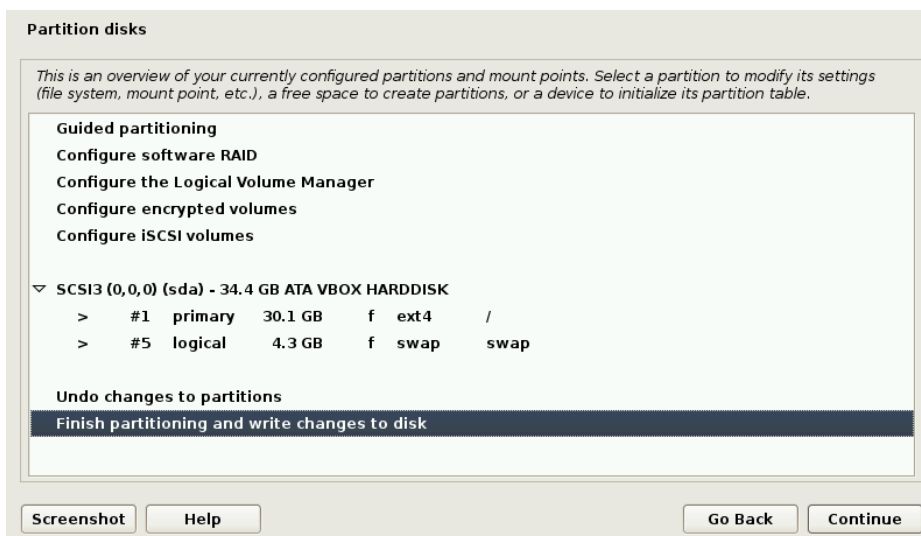 Partition disks
This is an overview of your currently configured partitions and mount points. Select a partition to modify its settings
(file system, mount point, etc.), a free space to create partitions, or a device to initialize its partition table.
Guided partitioning
Configure software RAID
Configure the Logical Volume Manager
Configure encrypted volumes
Configure iSCSI volumes
SCSI3 (0,0,0) (sda) - 34.4 GB ATA VBOX HARDDISK
> #1 primary 30.1 GB f ext4 /
> #5 logical 4.3 GB f swap swap
Undo changes to partitions
Finish partitioning and write changes to disk
Screenshot Help Go Back Continue